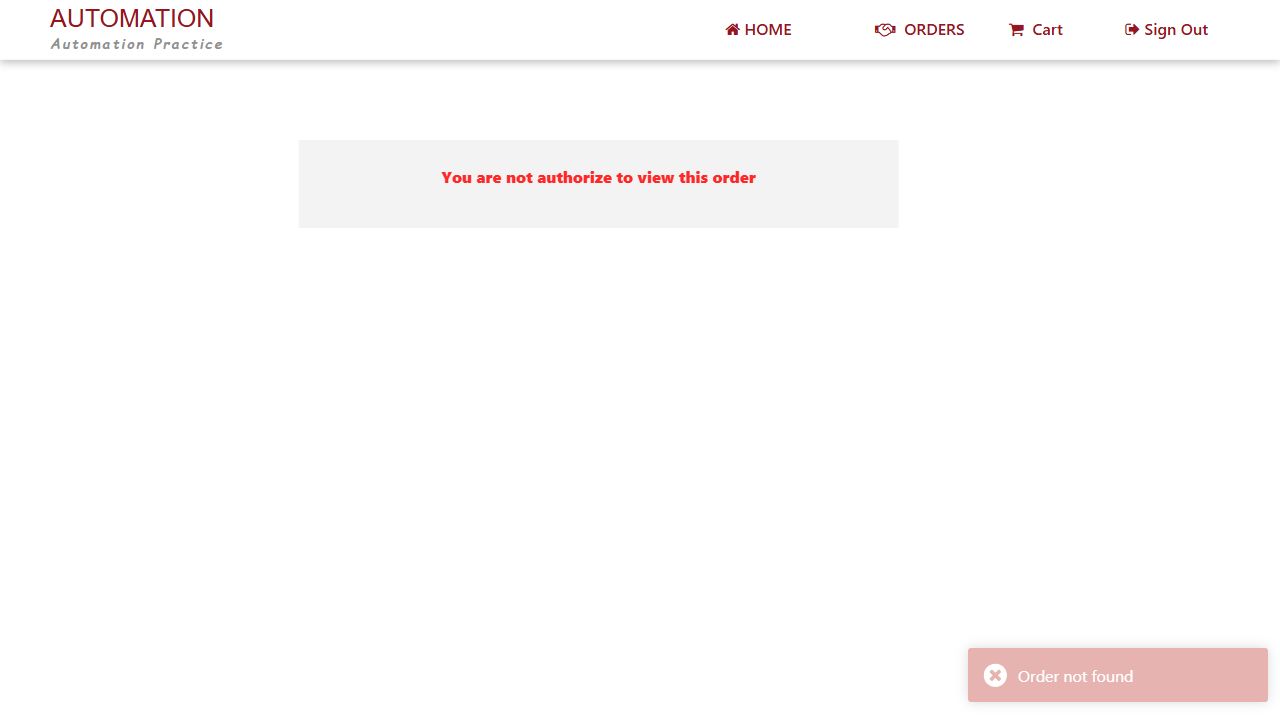 AUTOMATION
Automation Practice
HOME
ORDERS
Cart
Sign Out
You are not authorize to view this order
Order not found